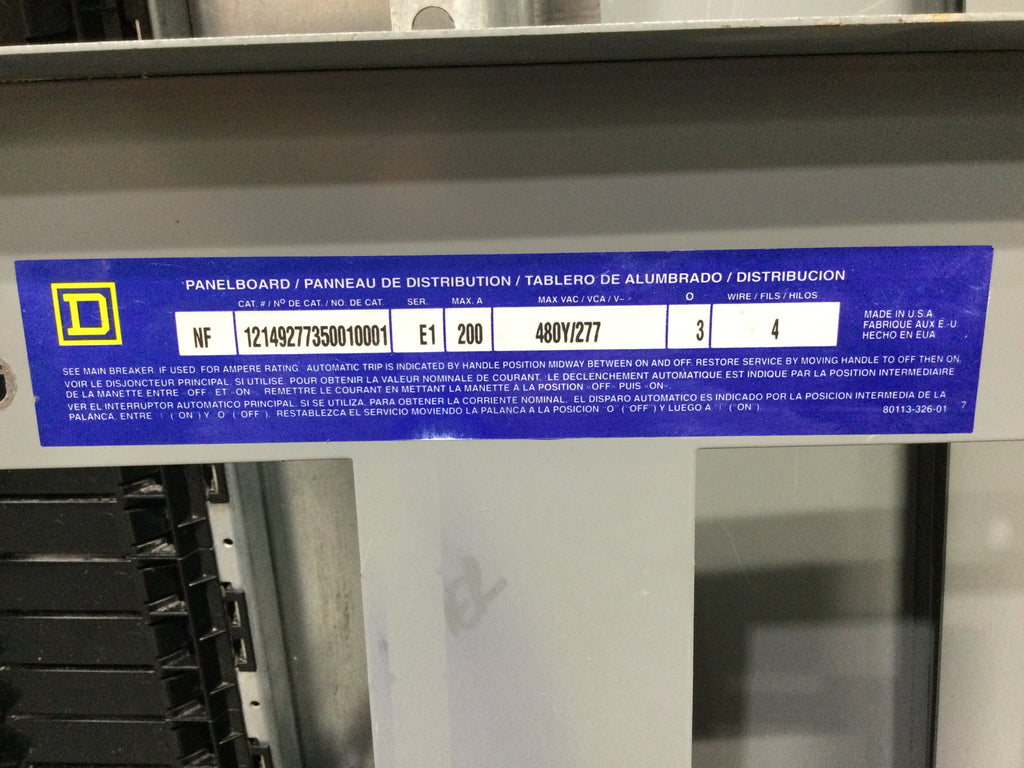 D
PANELBOARD / PANNEAU DE DISTRIBUTION / TABLERO DE ALUMBRADO / DISTRIBUCION
CAT. # / Nº DE CAT. / NO. DE CAT. SER. MAX. A MAX VAC / VCA / V~ O WIRE / FILS / HILOS
NF 12149277350010001 E1 200 480Y/277 3 4
MADE IN U.S.A
FABRIQUE AUX E.-U
HECHO EN EUA
SEE MAIN BREAKER. IF USED. FOR AMPERE RATING. AUTOMATIC TRIP IS INDICATED BY HANDLE POSITION MIDWAY BETWEEN ON AND OFF. RESTORE SERVICE BY MOVING HANDLE TO OFF THEN ON.
VOIR LE DISJONCTEUR PRINCIPAL. SI UTILISE. POUR OBTENIR LA VALEUR NOMINALE DE COURANT. LE DECLENCHEMENT AUTOMATIQUE EST INDIQUE PAR LA POSITION INTERMEDIAIRE
DE LA MANETTE ENTRE «OFF» ET «ON». REMETTRE LE COURANT EN METTANT LA MANETTE A LA POSITION «OFF» PUIS «ON».
VER EL INTERRUPTOR AUTOMATICO PRINCIPAL. SI SE UTILIZA. PARA OBTENER LA CORRIENTE NOMINAL. EL DISPARO AUTOMATICO ES INDICADO POR LA POSICION INTERMEDIA DE LA
PALANCA, ENTRE "I" ("ON") Y "O" ("OFF"). RESTABLEZCA EL SERVICIO MOVIENDO LA PALANCA A LA POSICION "O" ("OFF") Y LUEGO A "I" ("ON").
80113-326-01 7